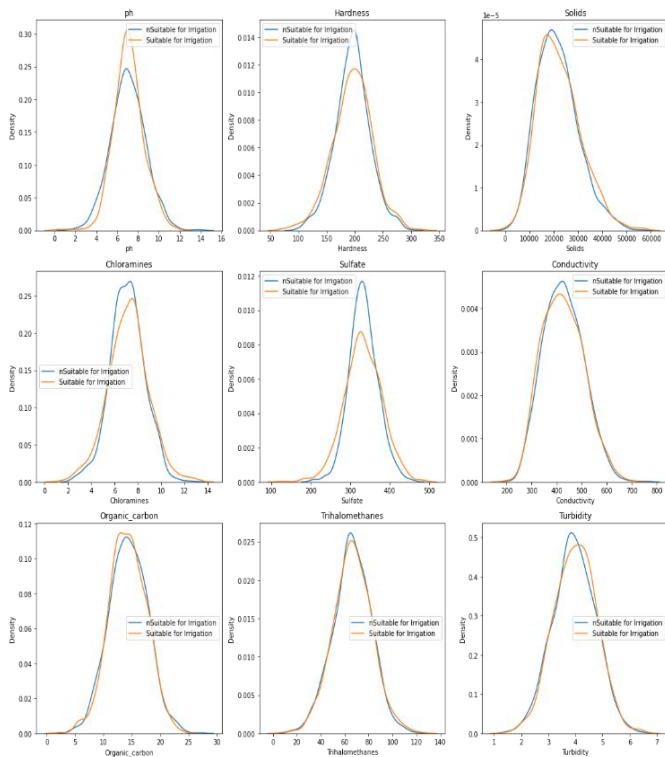 ph
nSuitable for Irrigation
Suitable for Irrigation
Density
0.30
0.25
0.20
0.15
0.10
0.05
0.00
0 2 4 6 8 10 12 14 16
ph
Hardness
nSuitable for Irrigation
Suitable for Irrigation
Density
0.014
0.012
0.010
0.008
0.006
0.004
0.002
0.000
50 100 150 200 250 300 350
Hardness
Solids
1e-5
nSuitable for Irrigation
Suitable for Irrigation
Density
4
3
2
1
0
0 10000 20000 30000 40000 50000 60000
Solids
Chloramines
nSuitable for Irrigation
Suitable for Irrigation
Density
0.25
0.20
0.15
0.10
0.05
0.00
0 2 4 6 8 10 12 14
Chloramines
Sulfate
nSuitable for Irrigation
Suitable for Irrigation
Density
0.012
0.010
0.008
0.006
0.004
0.002
0.000
100 200 300 400 500
Sulfate
Conductivity
nSuitable for Irrigation
Suitable for Irrigation
Density
0.004
0.003
0.002
0.001
0.000
200 300 400 500 600 700 800
Conductivity
Organic_carbon
nSuitable for Irrigation
Suitable for Irrigation
Density
0.12
0.10
0.08
0.06
0.04
0.02
0.00
0 5 10 15 20 25 30
Organic_carbon
Trihalomethanes
nSuitable for Irrigation
Suitable for Irrigation
Density
0.025
0.020
0.015
0.010
0.005
0.000
0 20 40 60 80 100 120 140
Trihalomethanes
Turbidity
nSuitable for Irrigation
Suitable for Irrigation
Density
0.5
0.4
0.3
0.2
0.1
0.0
1 2 3 4 5 6 7
Turbidity